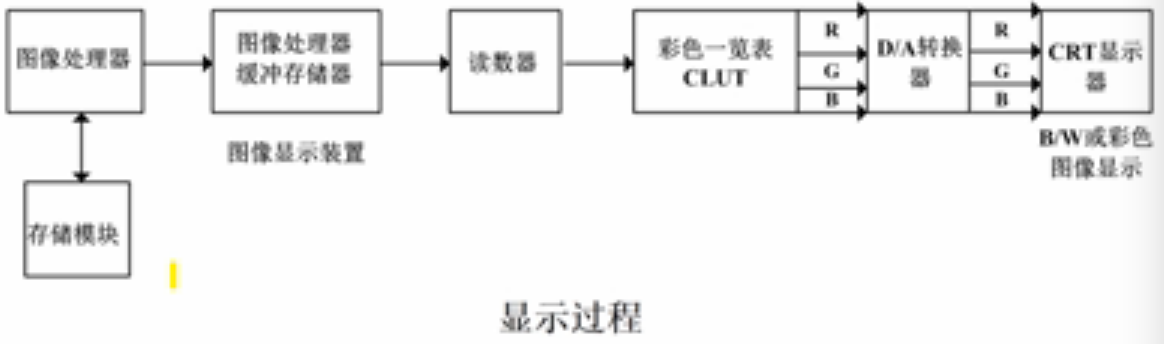 图像处理器
图像处理器
缓冲存储器
读数器
彩色一览表
CLUT
R
G
B
D/A转换
器
R
G
B
CRT显示
器
图像显示装置
B/W或彩色
图像显示
存储模块
显示过程